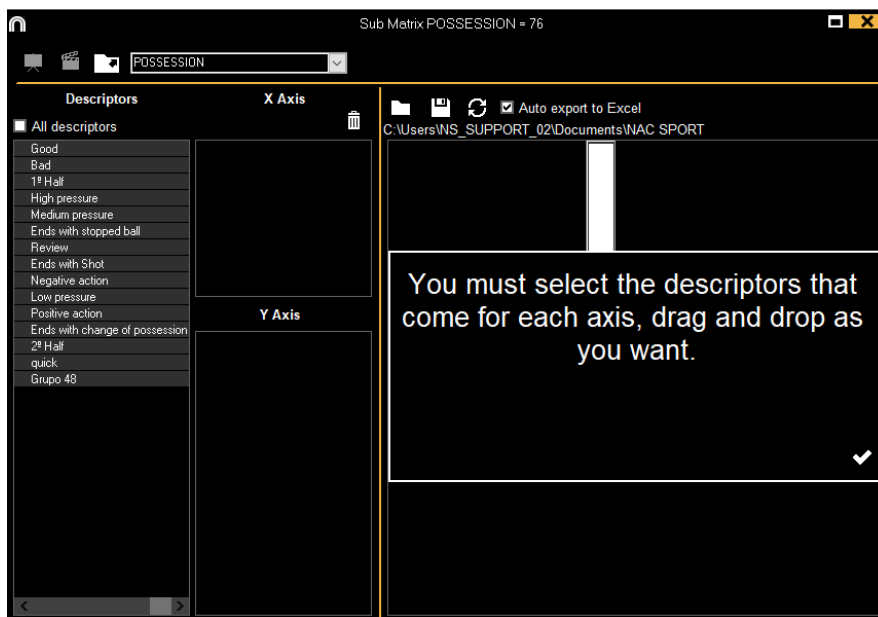 Sub Matrix POSSESSION = 76
POSSESSION
Descriptors
X Axis
All descriptors
Good
Bad
1ª Half
High pressure
Medium pressure
Ends with stopped ball
Review
Ends with Shot
Negative action
Low pressure
Positive action
Ends with change of possession
2ª Half
quick
Grupo 48
Y Axis
Auto export to Excel
C:\Users\NS_SUPPORT_02\Documents\NAC SPORT
You must select the descriptors that
come for each axis, drag and drop as
you want.